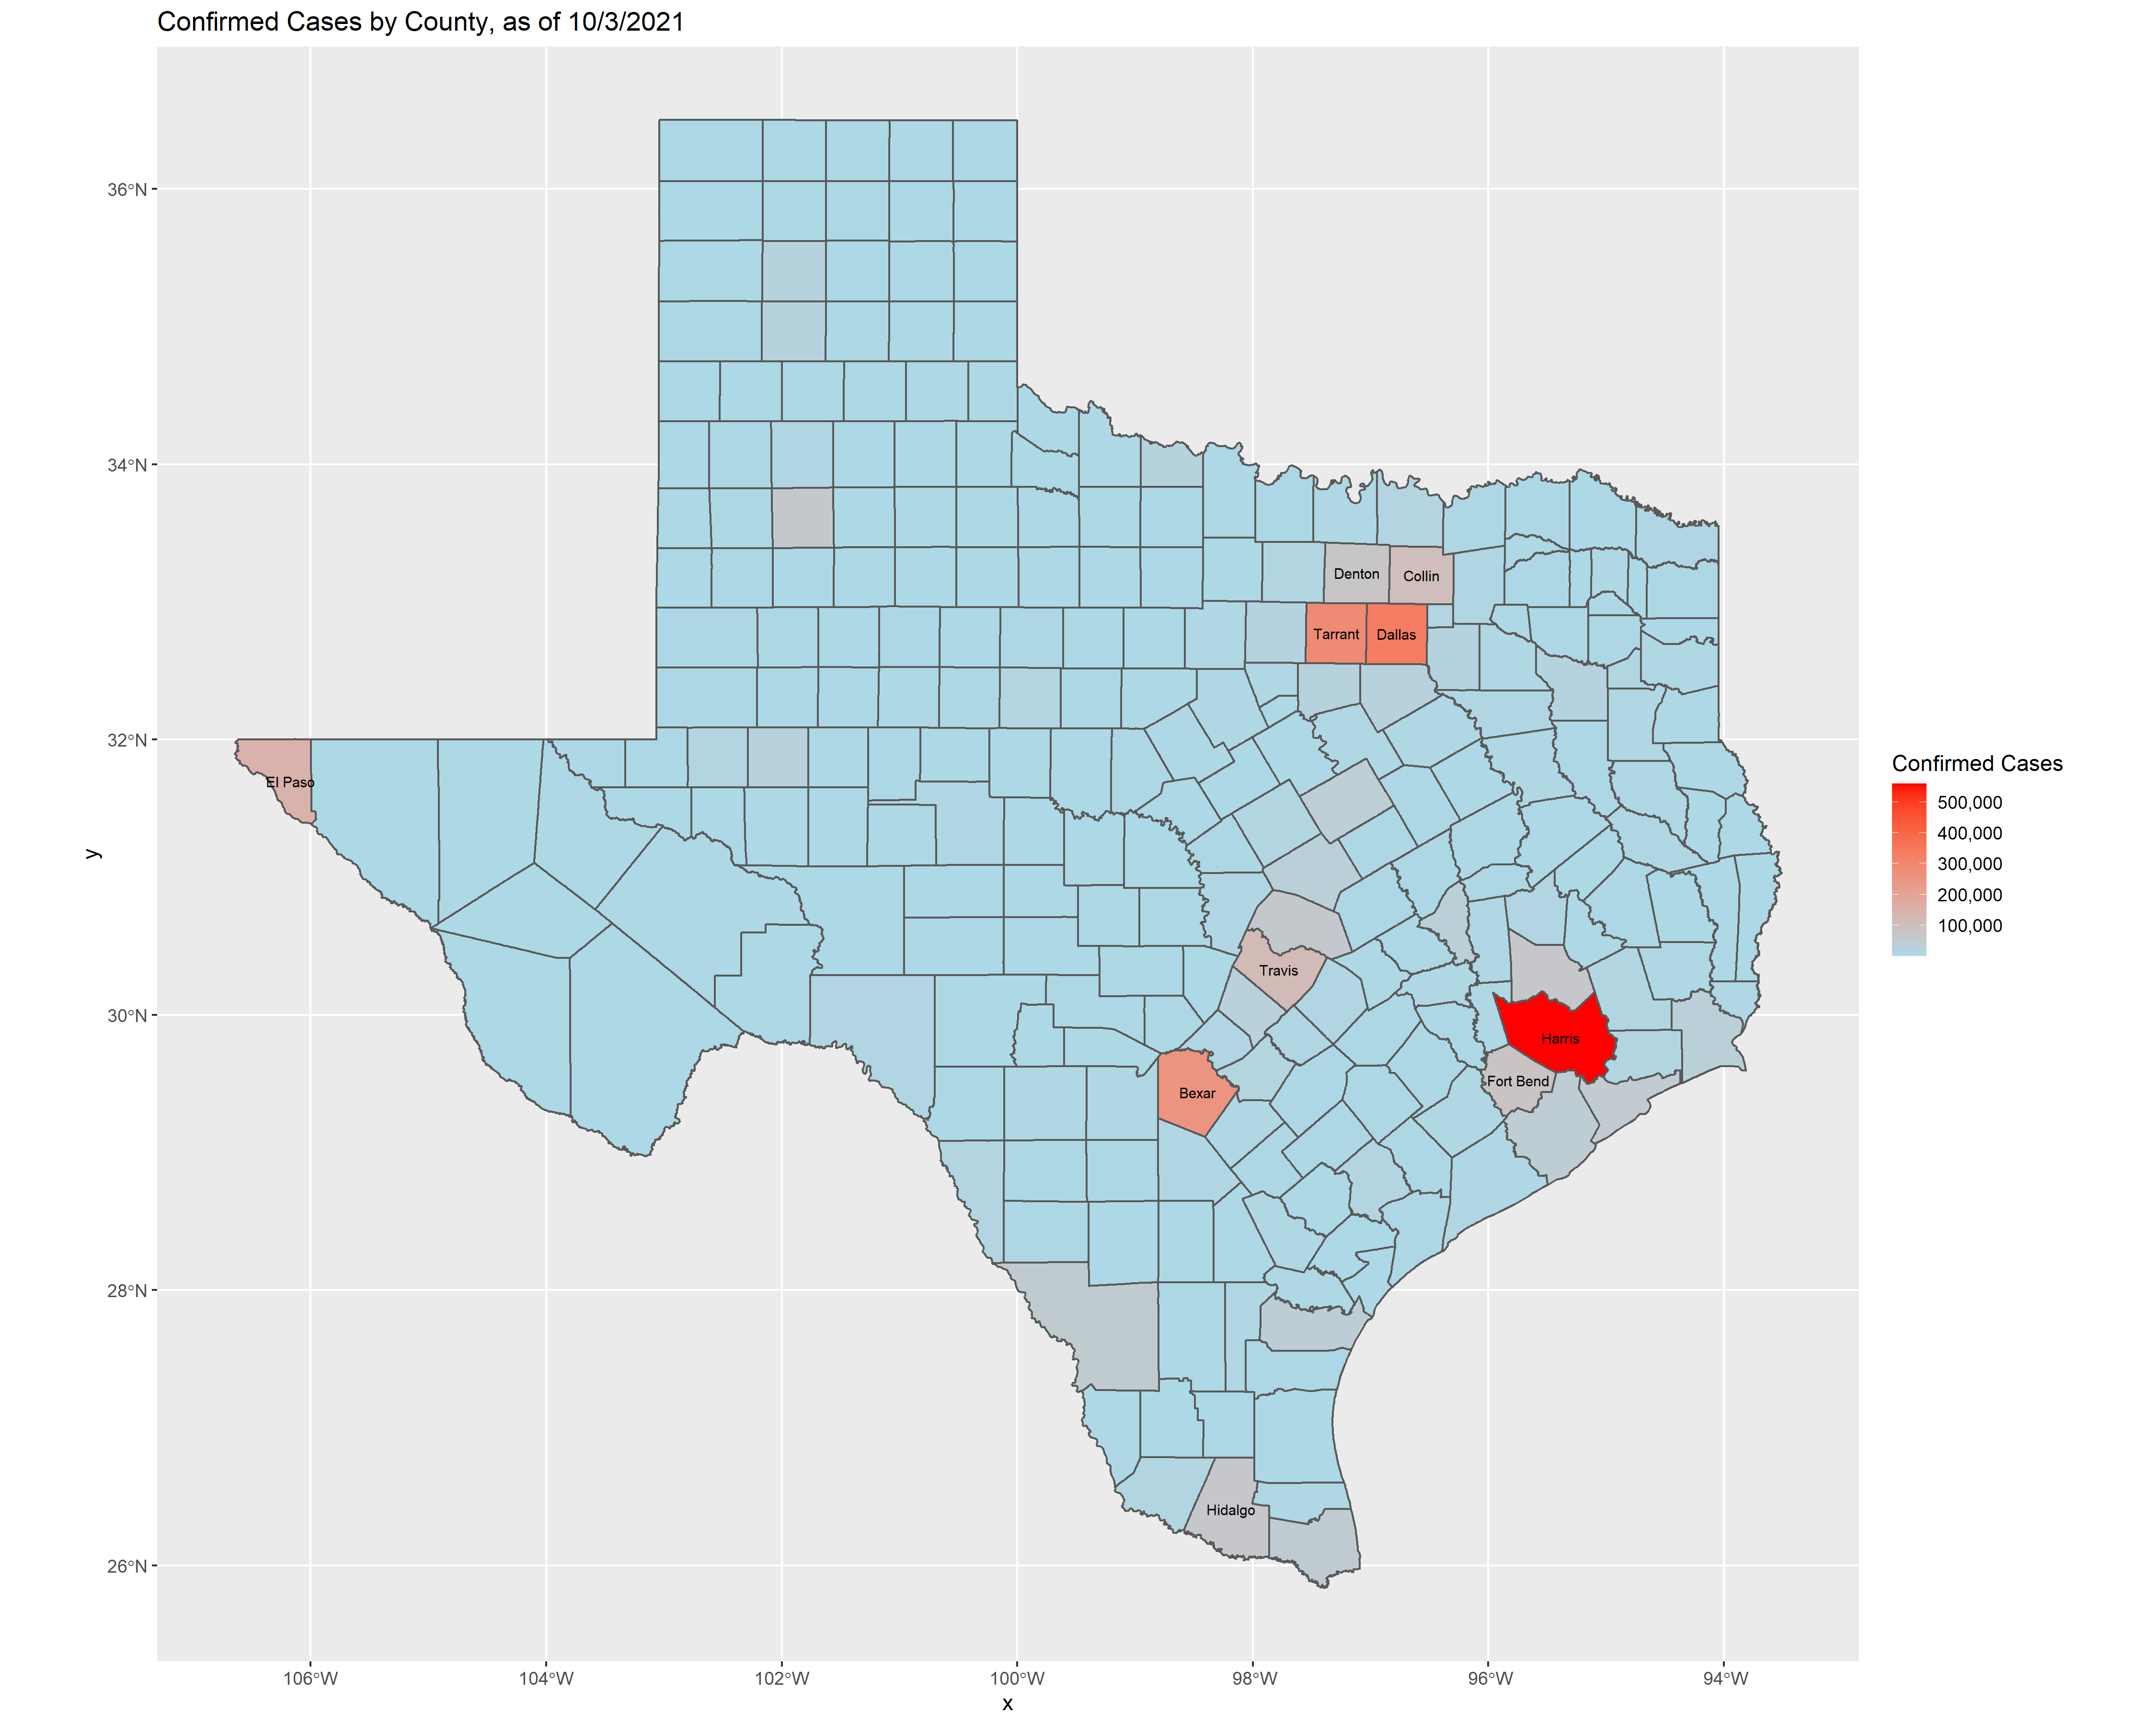 Confirmed Cases by County, as of 10/3/2021
36°N
34°N
32°N
30°N
28°N
26°N
y
Denton
Collin
Tarrant
Dallas
El Paso
Travis
Harris
Fort Bend
Bexar
Hidalgo
Confirmed Cases
500,000
400,000
300,000
200,000
100,000
106°W
104°W
102°W
100°W
98°W
96°W
94°W
x